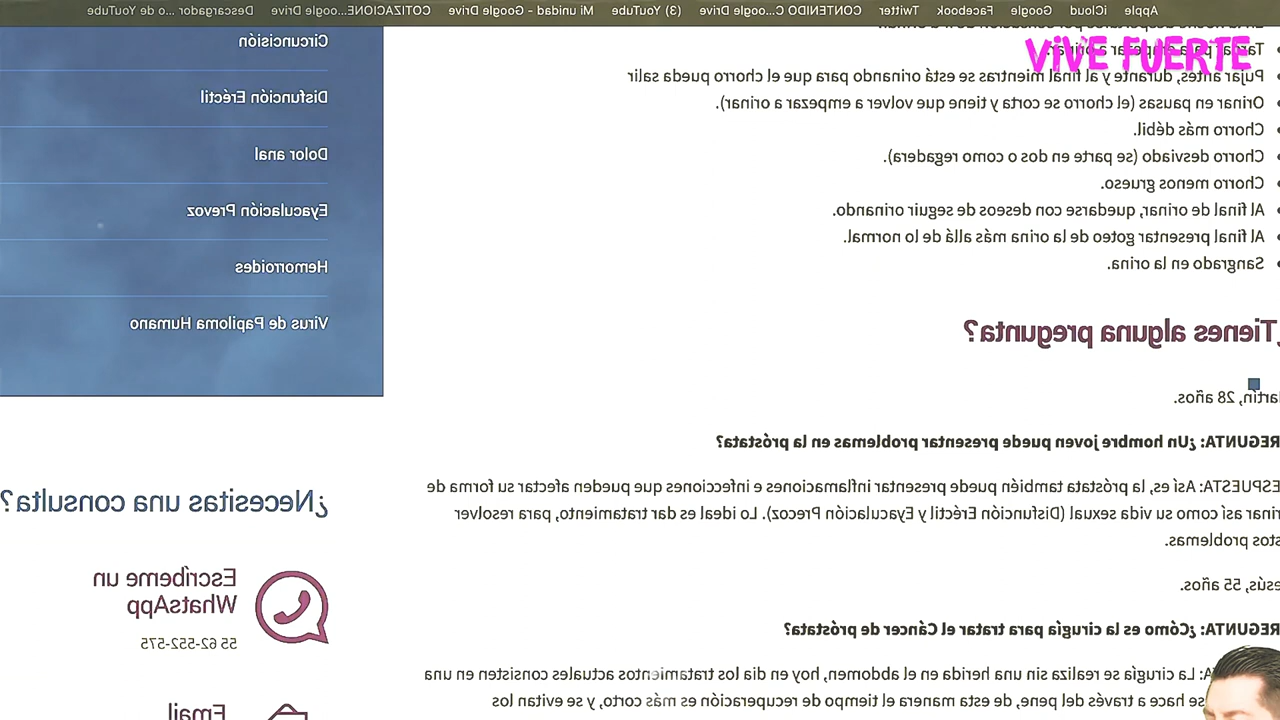 Apple iCloud Google Facebook Twitter CONTENIDO C...oogle Drive (3) YouTube Mi unidad - Google Drive COTIZACIONE...oogle Drive Descargador ...o de YouTube
ViVE FUERTE
Tardar para empezar a orinar.
Pujar antes, durante y al final mientras se está orinando para que el chorro pueda salir
Orinar en pausas (el chorro se corta y tiene que volver a empezar a orinar).
Chorro más débil.
Chorro desviado (se parte en dos o como regadera).
Chorro menos grueso.
Al final de orinar, quedarse con deseos de seguir orinando.
Al final presentar goteo de la orina más allá de lo normal.
Sangrado en la orina.
¿Tienes alguna pregunta?
artín, 28 años.
REGUNTA: ¿Un hombre joven puede presentar problemas en la próstata?
ESPUESTA: Así es, la próstata también puede presentar inflamaciones e infecciones que pueden afectar su forma de
rinar así como su vida sexual (Disfunción Eréctil y Eyaculación Precoz). Lo ideal es dar tratamiento, para resolver
stos problemas.
esús, 55 años.
REGUNTA: ¿Cómo es la cirugía para tratar el Cáncer de próstata?
A: La cirugía se realiza sin una herida en el abdomen, hoy en dia los tratamientos actuales consisten en una
se hace a través del pene, de esta manera el tiempo de recuperación es más corto, y se evitan los
Circuncisión
Disfunción Eréctil
Dolor anal
Eyaculación Prevoz
Hemorroides
Virus de Papiloma Humano
¿Necesitas una consulta?
Escríbeme un
WhatsApp
55 62-552-575
Email